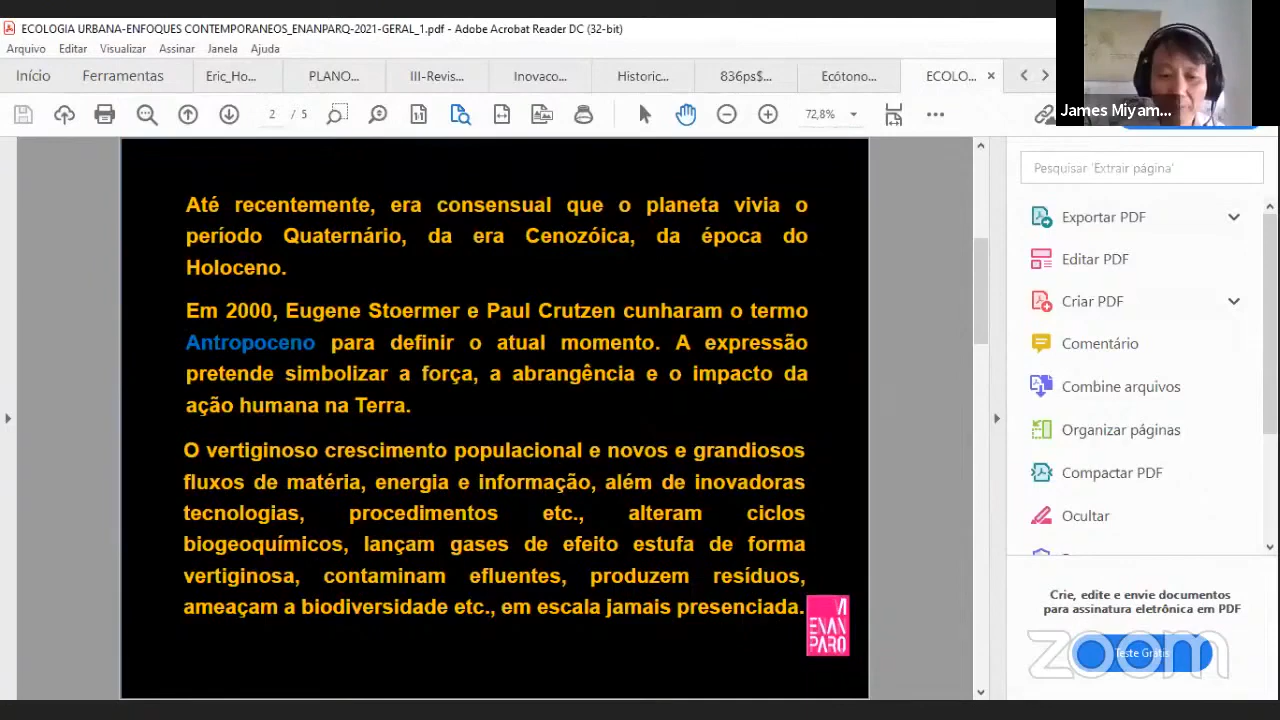 ECOLOGIA URBANA-ENFOQUES CONTEMPORANEOS_ENANPARQ-2021-GERAL_1.pdf - Adobe Acrobat Reader DC (32-bit)
Arquivo Editar Visualizar Assinar Janela Ajuda
Início Ferramentas Eric_Ho... PLANO... III-Revis... Inovaco... Historic... 836ps$... Ecótono... ECOLO...
2 / 5 72,8%
James Miyam...
Pesquisar 'Extrair página'
Até recentemente, era consensual que o planeta vivia o
período Quaternário, da era Cenozóica, da época do
Holoceno.
Em 2000, Eugene Stoermer e Paul Crutzen cunharam o termo
Antropoceno para definir o atual momento. A expressão
pretende simbolizar a força, a abrangência e o impacto da
ação humana na Terra.
O vertiginoso crescimento populacional e novos e grandiosos
fluxos de matéria, energia e informação, além de inovadoras
tecnologias, procedimentos etc., alteram ciclos
biogeoquímicos, lançam gases de efeito estufa de forma
vertiginosa, contaminam efluentes, produzem resíduos,
ameaçam a biodiversidade etc., em escala jamais presenciada.
VI
ENAN
PARQ
Exportar PDF
Editar PDF
Criar PDF
Comentário
Combine arquivos
Organizar páginas
Compactar PDF
Ocultar
Crie, edite e envie documentos
para assinatura eletrônica em PDF
Teste Grátis
zoom